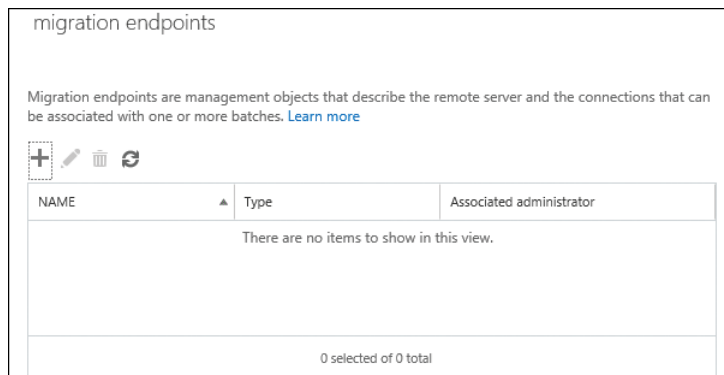 migration endpoints
Migration endpoints are management objects that describe the remote server and the connections that can
be associated with one or more batches. Learn more
NAME Type Associated administrator
There are no items to show in this view.
0 selected of 0 total